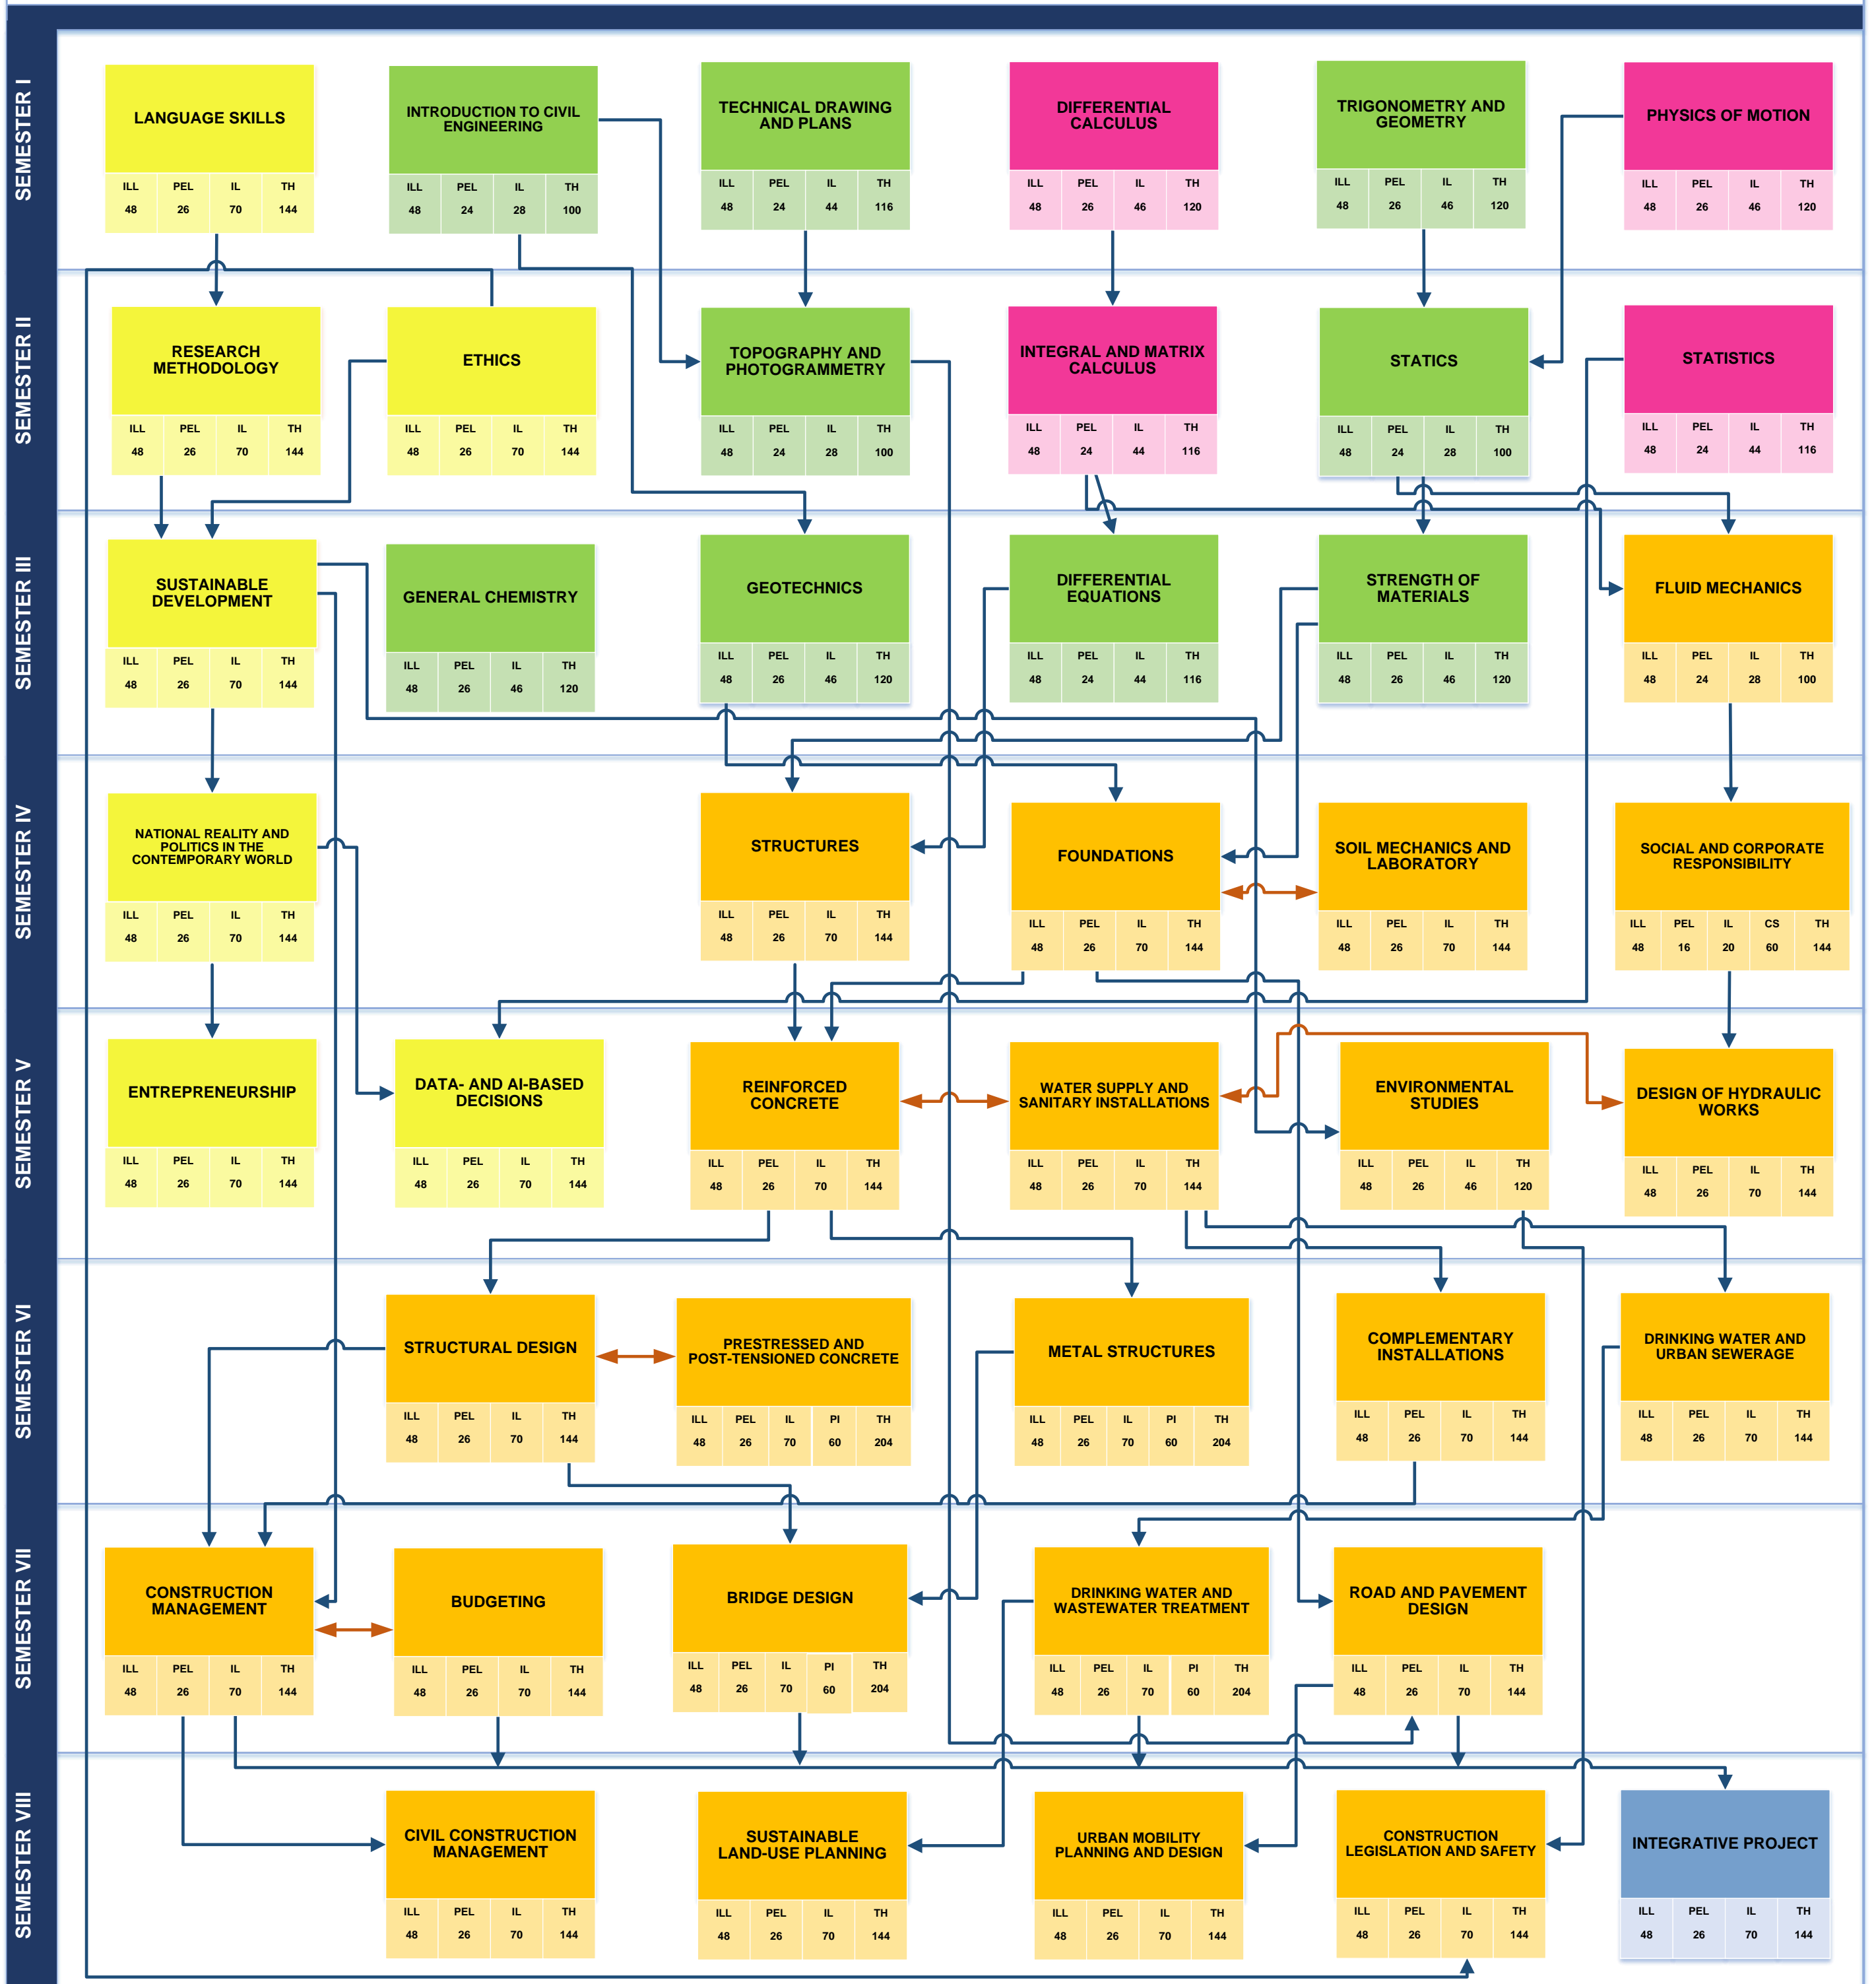 SEMESTER I
LANGUAGE SKILLS
ILL PEL IL TH
48 26 70 144
INTRODUCTION TO CIVIL
ENGINEERING
ILL PEL IL TH
48 24 28 100
TECHNICAL DRAWING
AND PLANS
ILL PEL IL TH
48 24 44 116
DIFFERENTIAL
CALCULUS
ILL PEL IL TH
48 26 46 120
TRIGONOMETRY AND
GEOMETRY
ILL PEL IL TH
48 26 46 120
PHYSICS OF MOTION
ILL PEL IL TH
48 26 46 120
SEMESTER II
RESEARCH
METHODOLOGY
ILL PEL IL TH
48 26 70 144
ETHICS
ILL PEL IL TH
48 26 70 144
TOPOGRAPHY AND
PHOTOGRAMMETRY
ILL PEL IL TH
48 24 28 100
INTEGRAL AND MATRIX
CALCULUS
ILL PEL IL TH
48 24 44 116
STATICS
ILL PEL IL TH
48 24 28 100
STATISTICS
ILL PEL IL TH
48 24 44 116
SEMESTER III
SUSTAINABLE
DEVELOPMENT
ILL PEL IL TH
48 26 70 144
GENERAL CHEMISTRY
ILL PEL IL TH
48 26 46 120
GEOTECHNICS
ILL PEL IL TH
48 26 46 120
DIFFERENTIAL
EQUATIONS
ILL PEL IL TH
48 24 44 116
STRENGTH OF
MATERIALS
ILL PEL IL TH
48 26 46 120
FLUID MECHANICS
ILL PEL IL TH
48 24 28 100
SEMESTER IV
NATIONAL REALITY AND
POLITICS IN THE
CONTEMPORARY WORLD
ILL PEL IL TH
48 26 70 144
STRUCTURES
ILL PEL IL TH
48 26 70 144
FOUNDATIONS
ILL PEL IL TH
48 26 70 144
SOIL MECHANICS AND
LABORATORY
ILL PEL IL TH
48 26 70 144
SOCIAL AND CORPORATE
RESPONSIBILITY
ILL PEL IL CS TH
48 16 20 60 144
SEMESTER V
ENTREPRENEURSHIP
ILL PEL IL TH
48 26 70 144
DATA- AND AI-BASED
DECISIONS
ILL PEL IL TH
48 26 70 144
REINFORCED
CONCRETE
ILL PEL IL TH
48 26 70 144
WATER SUPPLY AND
SANITARY INSTALLATIONS
ILL PEL IL TH
48 26 70 144
ENVIRONMENTAL
STUDIES
ILL PEL IL TH
48 26 46 120
DESIGN OF HYDRAULIC
WORKS
ILL PEL IL TH
48 26 70 144
SEMESTER VI
STRUCTURAL DESIGN
ILL PEL IL TH
48 26 70 144
PRESTRESSED AND
POST-TENSIONED CONCRETE
ILL PEL IL PI TH
48 26 70 60 204
METAL STRUCTURES
ILL PEL IL PI TH
48 26 70 60 204
COMPLEMENTARY
INSTALLATIONS
ILL PEL IL TH
48 26 70 144
DRINKING WATER AND
URBAN SEWERAGE
ILL PEL IL TH
48 26 70 144
SEMESTER VII
CONSTRUCTION
MANAGEMENT
ILL PEL IL TH
48 26 70 144
BUDGETING
ILL PEL IL TH
48 26 70 144
BRIDGE DESIGN
ILL PEL IL PI TH
48 26 70 60 204
DRINKING WATER AND
WASTEWATER TREATMENT
ILL PEL IL PI TH
48 26 70 60 204
ROAD AND PAVEMENT
DESIGN
ILL PEL IL TH
48 26 70 144
SEMESTER VIII
CIVIL CONSTRUCTION
MANAGEMENT
ILL PEL IL TH
48 26 70 144
SUSTAINABLE
LAND-USE PLANNING
ILL PEL IL TH
48 26 70 144
URBAN MOBILITY
PLANNING AND DESIGN
ILL PEL IL TH
48 26 70 144
CONSTRUCTION
LEGISLATION AND SAFETY
ILL PEL IL TH
48 26 70 144
INTEGRATIVE PROJECT
ILL PEL IL TH
48 26 70 144